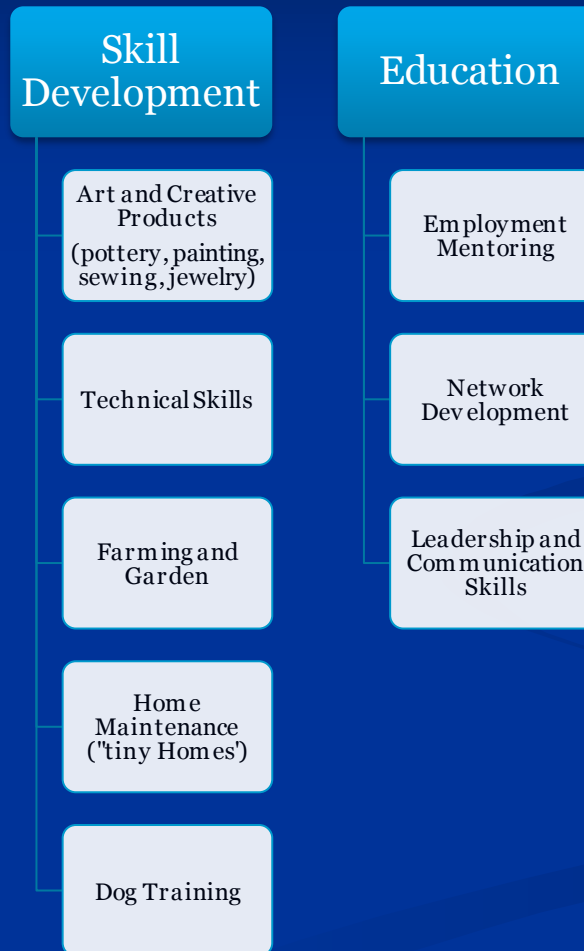 Skill
Development
Art and Creative
Products
(pottery, painting,
sewing, jewelry)
Technical Skills
Farming and
Garden
Home
Maintenance
("tiny Homes')
Dog Training
Education
Employment
Mentoring
Network
Development
Leadership and
Communication
Skills